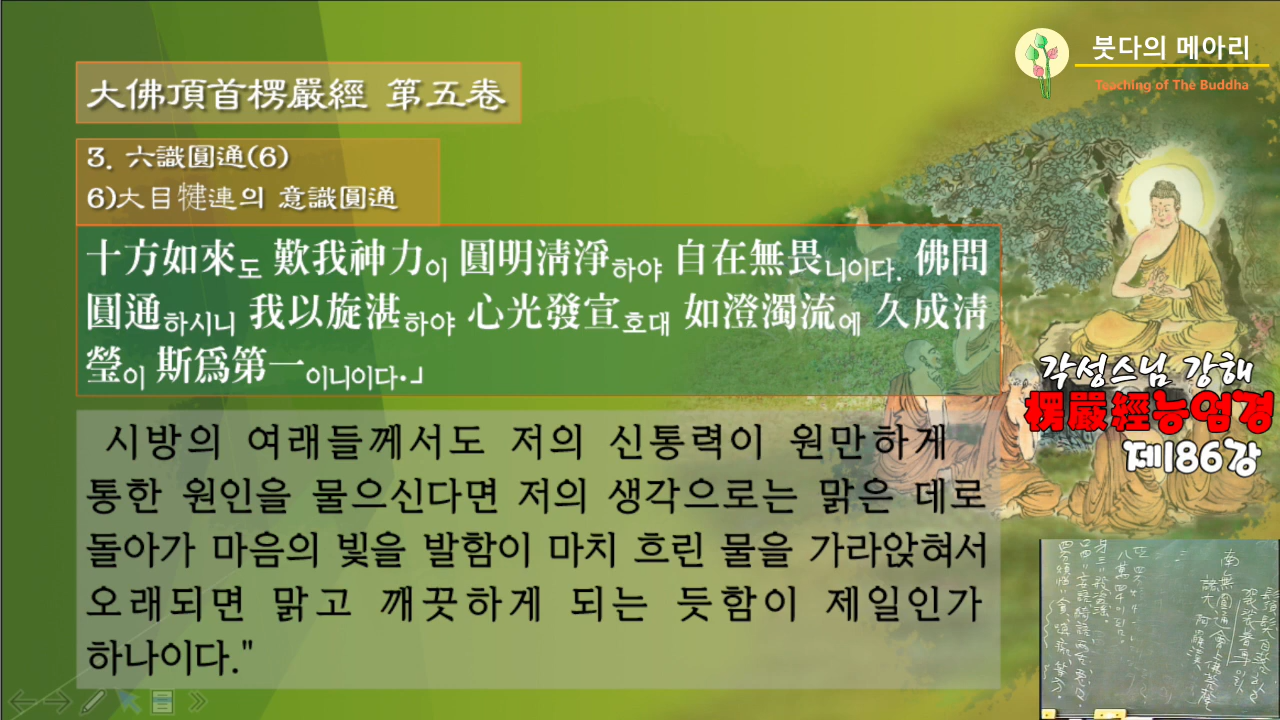 大佛頂首楞嚴經 第五卷
3. 六識圓通(6)
6)大目犍連의 意識圓通
十方如來도 歎我神力이 圓明淸淨하야 自在無畏니이다. 佛問
圓通하시니 我以旋湛하야 心光發宣호대 如澄濁流에 久成淸
瑩이 斯爲第一이니이다.」
시방의 여래들께서도 저의 신통력이 원만하게
통한 원인을 물으신다면 저의 생각으로는 맑은 데로
돌아가 마음의 빛을 발함이 마치 흐린 물을 가라앉혀서
오래되면 맑고 깨끗하게 되는 듯함이 제일인가
하나이다."
붓다의 메아리
Teaching of The Buddha
각성스님 강해
楞嚴經능엄경
제186강